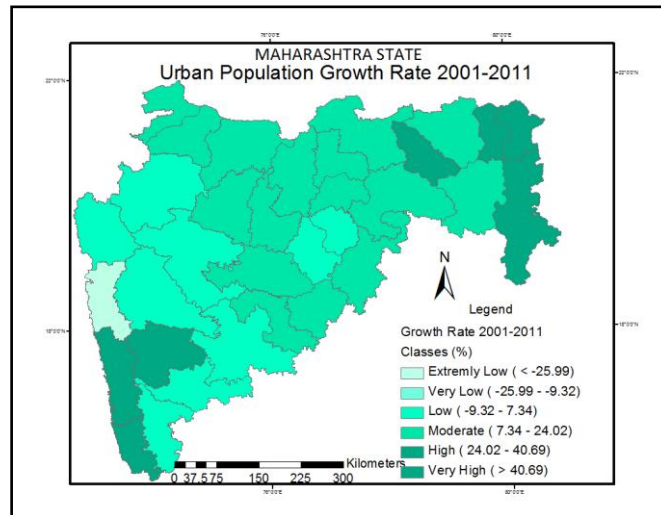 MAHARASHTRA STATE
Urban Population Growth Rate 2001-2011
N
Legend
Growth Rate 2001-2011
Classes (%)
Extremly Low ( < -25.99)
Very Low ( -25.99 - -9.32)
Low ( -9.32 - 7.34)
Moderate ( 7.34 - 24.02)
High ( 24.02 - 40.69)
Very High ( > 40.69)
Kilometers
0 37.575 150 225 300